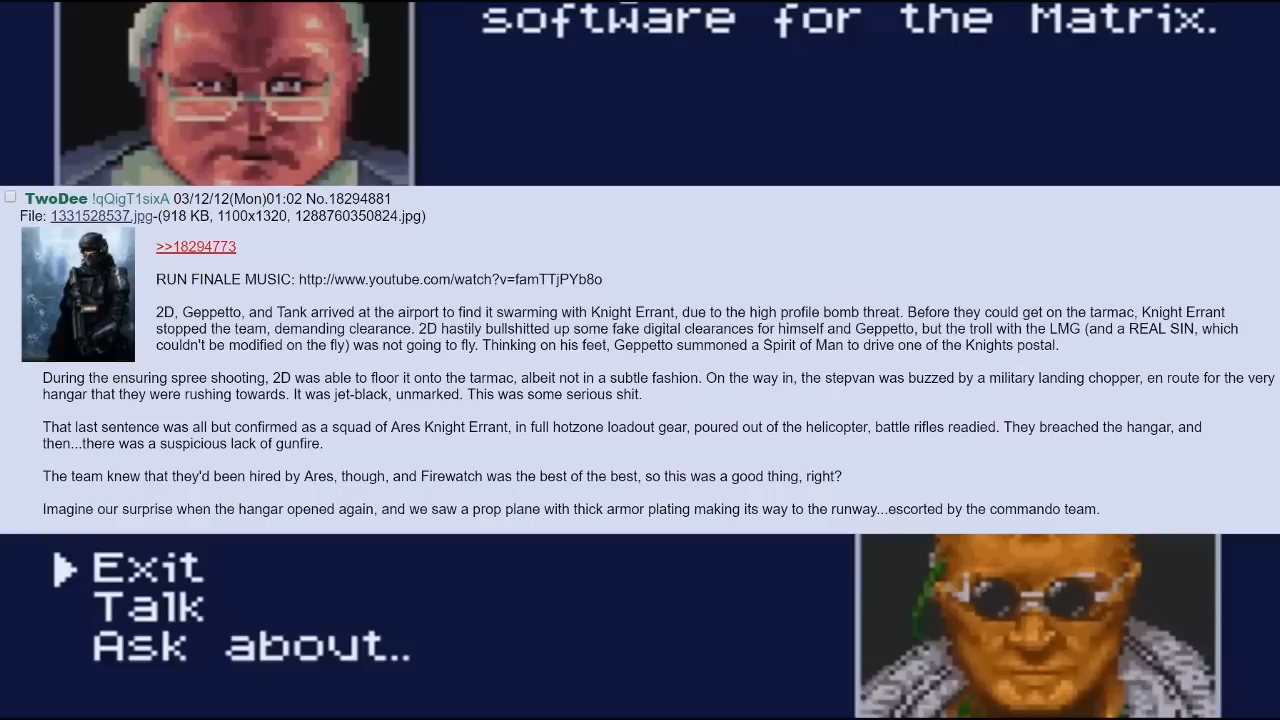 software for the Matrix.
TwoDee !qQigT1sixA 03/12/12(Mon)01:02 No.18294881
File: 1331528537.jpg-(918 KB, 1100x1320, 1288760350824.jpg)
>>18294773
RUN FINALE MUSIC: http://www.youtube.com/watch?v=famTTjPYb8o
2D, Geppetto, and Tank arrived at the airport to find it swarming with Knight Errant, due to the high profile bomb threat. Before they could get on the tarmac, Knight Errant
stopped the team, demanding clearance. 2D hastily bullshitted up some fake digital clearances for himself and Geppetto, but the troll with the LMG (and a REAL SIN, which
couldn't be modified on the fly) was not going to fly. Thinking on his feet, Geppetto summoned a Spirit of Man to drive one of the Knights postal.
During the ensuring spree shooting, 2D was able to floor it onto the tarmac, albeit not in a subtle fashion. On the way in, the stepvan was buzzed by a military landing chopper, en route for the very
hangar that they were rushing towards. It was jet-black, unmarked. This was some serious shit.
That last sentence was all but confirmed as a squad of Ares Knight Errant, in full hotzone loadout gear, poured out of the helicopter, battle rifles readied. They breached the hangar, and
then...there was a suspicious lack of gunfire.
The team knew that they'd been hired by Ares, though, and Firewatch was the best of the best, so this was a good thing, right?
Imagine our surprise when the hangar opened again, and we saw a prop plane with thick armor plating making its way to the runway...escorted by the commando team.
Exit
Talk
Ask about..